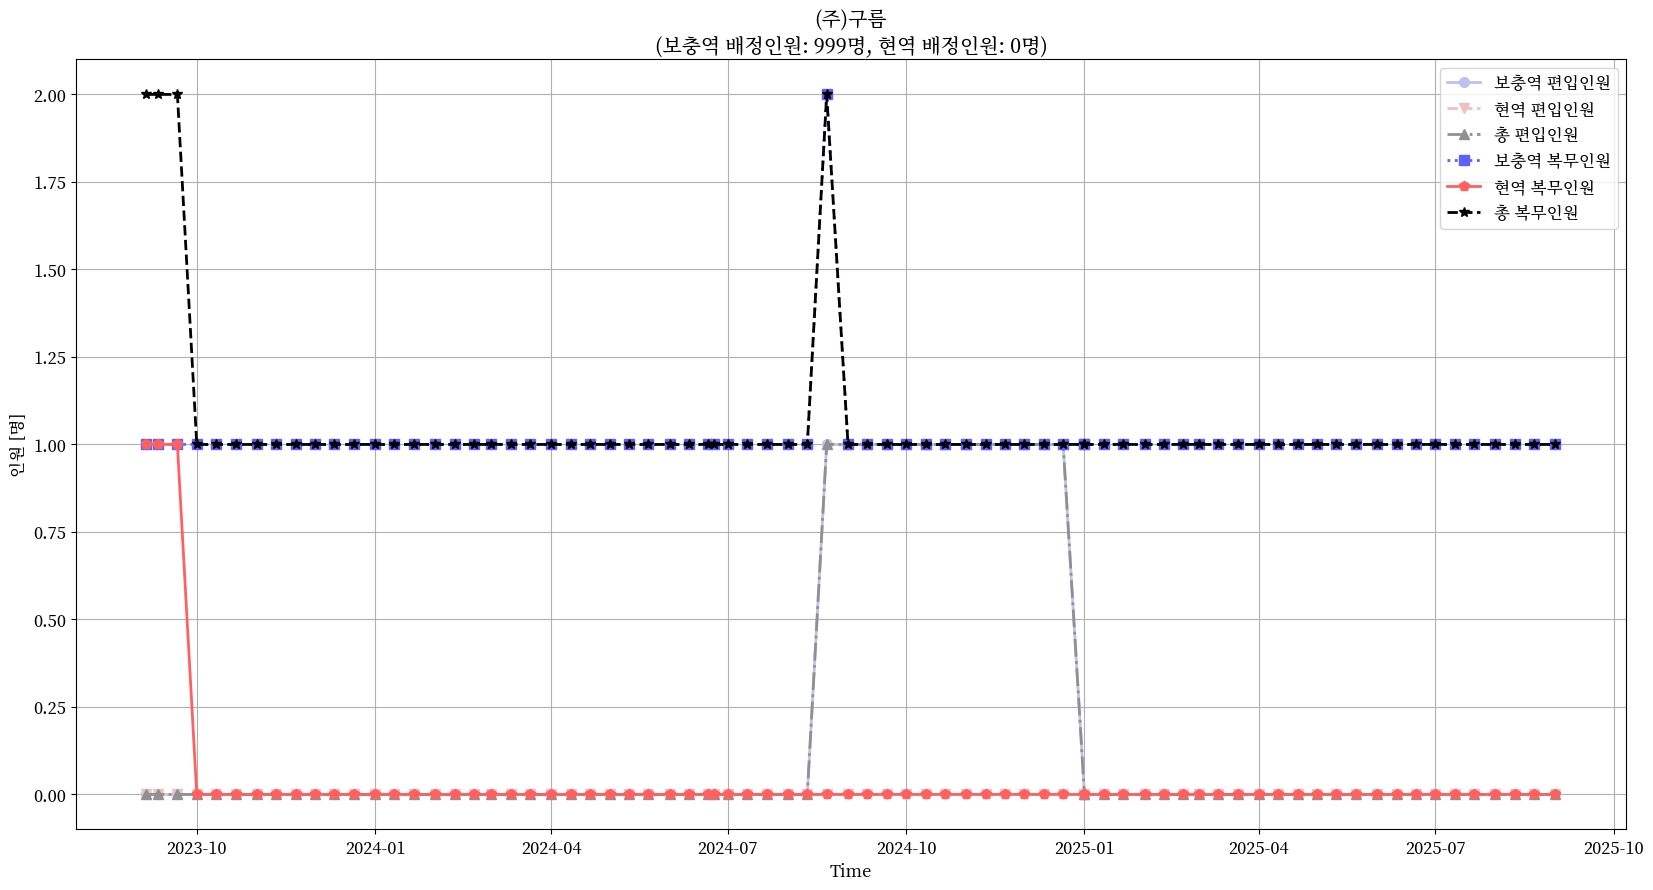 (주)구름
(보충역 배정인원: 999명, 현역 배정인원: 0명)
보충역 편입인원
현역 편입인원
총 편입인원
보충역 복무인원
현역 복무인원
총 복무인원
인원 [명]
2.00
1.75
1.50
1.25
1.00
0.75
0.50
0.25
0.00
2023-10
2024-01
2024-04
2024-07
2024-10
2025-01
2025-04
2025-07
2025-10
Time